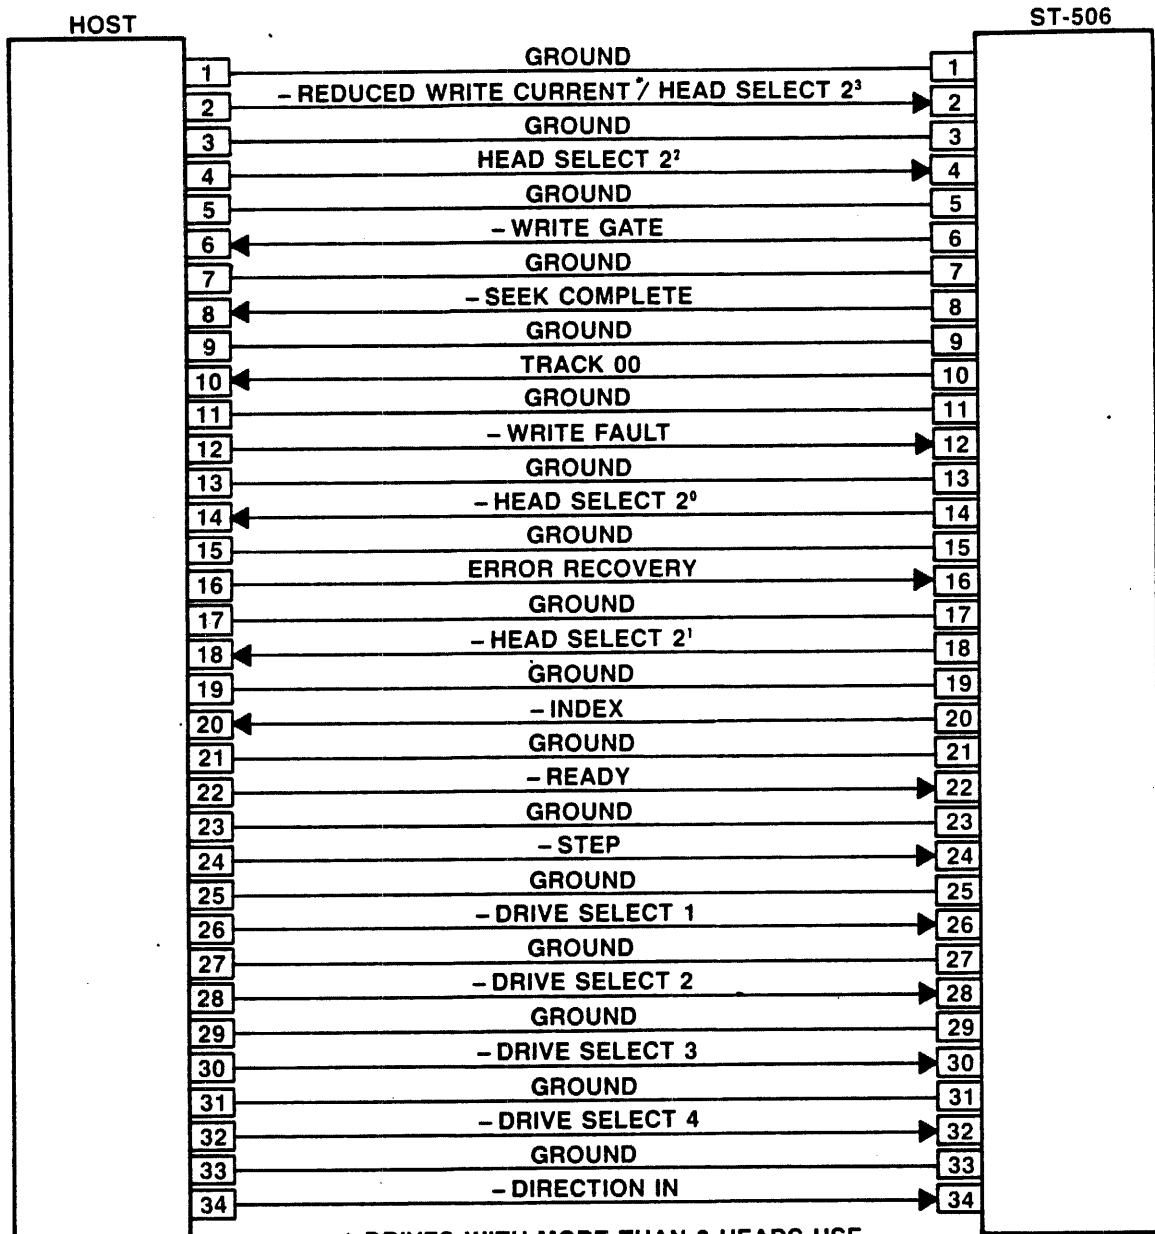 HOST ST-506
1 GROUND 1
2 – REDUCED WRITE CURRENT / HEAD SELECT 2³ 2
3 GROUND 3
4 HEAD SELECT 2² 4
5 GROUND 5
6 – WRITE GATE 6
7 GROUND 7
8 – SEEK COMPLETE 8
9 GROUND 9
10 TRACK 00 10
11 GROUND 11
12 – WRITE FAULT 12
13 GROUND 13
14 – HEAD SELECT 2⁰ 14
15 GROUND 15
16 ERROR RECOVERY 16
17 GROUND 17
18 – HEAD SELECT 2¹ 18
19 GROUND 19
20 – INDEX 20
21 GROUND 21
22 – READY 22
23 GROUND 23
24 – STEP 24
25 GROUND 25
26 – DRIVE SELECT 1 26
27 GROUND 27
28 – DRIVE SELECT 2 28
29 GROUND 29
30 – DRIVE SELECT 3 30
31 GROUND 31
32 – DRIVE SELECT 4 32
33 GROUND 33
34 – DIRECTION IN 34
DRIVES WITH MORE THAN HEADS USE